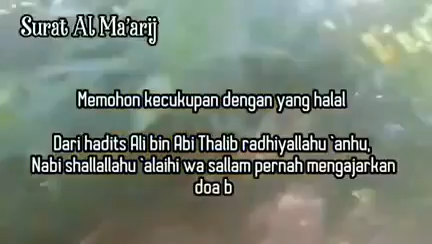 Surat Al Ma'arij
Memohon kecukupan dengan yang halal
Dari hadits Ali bin Abi Thalib radhiyallahu `anhu,
Nabi shallallahu `alaihi wa sallam pernah mengajarkan
doa b